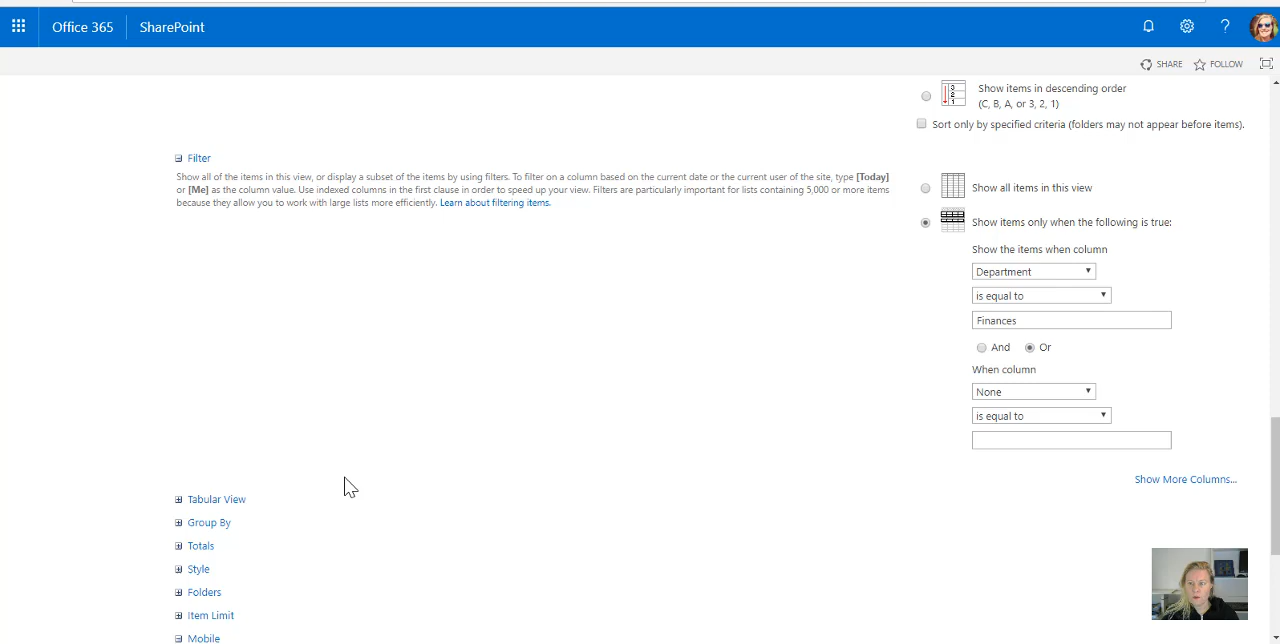 Office 365
SharePoint
?
SHARE
FOLLOW
Show items in descending order
(C, B, A, or 3, 2, 1)
Sort only by specified criteria (folders may not appear before items).
Filter
Show all of the items in this view, or display a subset of the items by using filters. To filter on a column based on the current date or the current user of the site, type [Today]
or [Me] as the column value. Use indexed columns in the first clause in order to speed up your view. Filters are particularly important for lists containing 5,000 or more items
because they allow you to work with large lists more efficiently. Learn about filtering items.
Show all items in this view
Show items only when the following is true:
Show the items when column
Department
is equal to
Finances
And Or
When column
None
is equal to
Show More Columns...
Tabular View
Group By
Totals
Style
Folders
Item Limit
Mobile